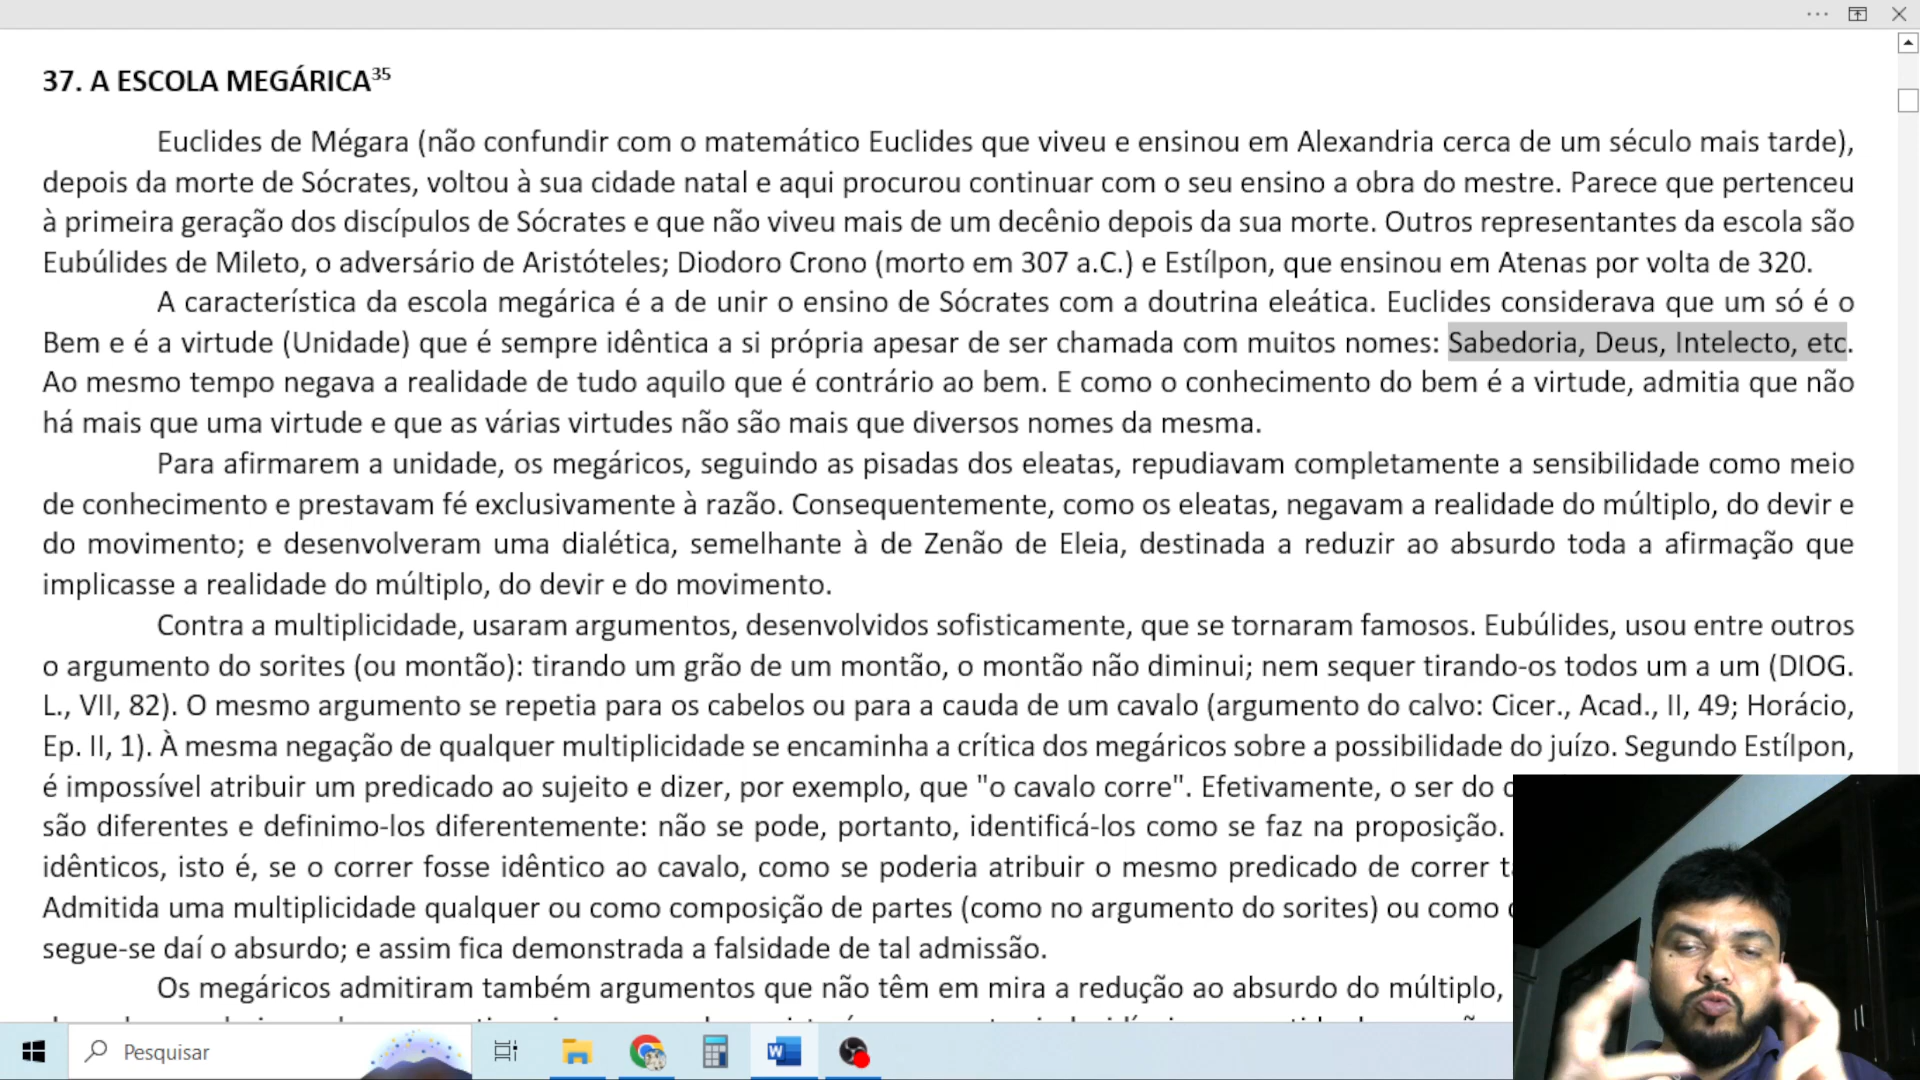 37. A ESCOLA MEGÁRICA³⁵
Euclides de Mégara (não confundir com o matemático Euclides que viveu e ensinou em Alexandria cerca de um século mais tarde),
depois da morte de Sócrates, voltou à sua cidade natal e aqui procurou continuar com o seu ensino a obra do mestre. Parece que pertenceu
à primeira geração dos discípulos de Sócrates e que não viveu mais de um decênio depois da sua morte. Outros representantes da escola são
Eubúlides de Mileto, o adversário de Aristóteles; Diodoro Crono (morto em 307 a.C.) e Estílpon, que ensinou em Atenas por volta de 320.
A característica da escola megárica é a de unir o ensino de Sócrates com a doutrina eleática. Euclides considerava que um só é o
Bem e é a virtude (Unidade) que é sempre idêntica a si própria apesar de ser chamada com muitos nomes: Sabedoria, Deus, Intelecto, etc.
Ao mesmo tempo negava a realidade de tudo aquilo que é contrário ao bem. E como o conhecimento do bem é a virtude, admitia que não
há mais que uma virtude e que as várias virtudes não são mais que diversos nomes da mesma.
Para afirmarem a unidade, os megáricos, seguindo as pisadas dos eleatas, repudiavam completamente a sensibilidade como meio
de conhecimento e prestavam fé exclusivamente à razão. Consequentemente, como os eleatas, negavam a realidade do múltiplo, do devir e
do movimento; e desenvolveram uma dialética, semelhante à de Zenão de Eleia, destinada a reduzir ao absurdo toda a afirmação que
implicasse a realidade do múltiplo, do devir e do movimento.
Contra a multiplicidade, usaram argumentos, desenvolvidos sofisticamente, que se tornaram famosos. Eubúlides, usou entre outros
o argumento do sorites (ou montão): tirando um grão de um montão, o montão não diminui; nem sequer tirando-os todos um a um (DIOG.
L., VII, 82). O mesmo argumento se repetia para os cabelos ou para a cauda de um cavalo (argumento do calvo: Cicer., Acad., II, 49; Horácio,
Ep. II, 1). À mesma negação de qualquer multiplicidade se encaminha a crítica dos megáricos sobre a possibilidade do juízo. Segundo Estílpon,
é impossível atribuir um predicado ao sujeito e dizer, por exemplo, que "o cavalo corre". Efetivamente, o ser do
são diferentes e definimo-los diferentemente: não se pode, portanto, identificá-los como se faz na proposição.
idênticos, isto é, se o correr fosse idêntico ao cavalo, como se poderia atribuir o mesmo predicado de correr
Admitida uma multiplicidade qualquer ou como composição de partes (como no argumento do sorites) ou como
segue-se daí o absurdo; e assim fica demonstrada a falsidade de tal admissão.
Os megáricos admitiram também argumentos que não têm em mira a redução ao absurdo do múltiplo,
Pesquisar